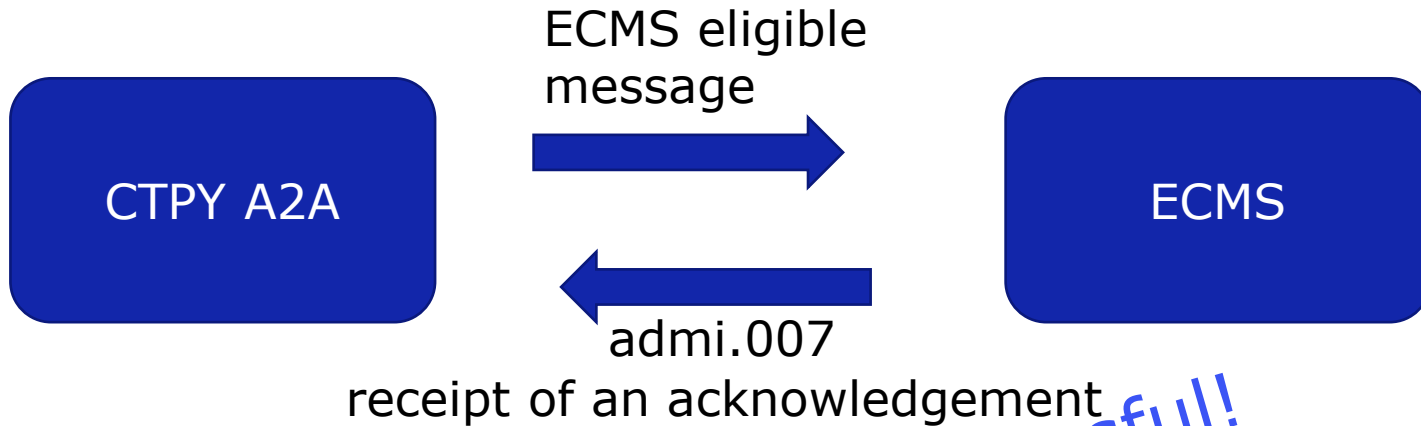 ECMS eligible
message
CTPY A2A
ECMS
admi.007
receipt of an acknowledgement